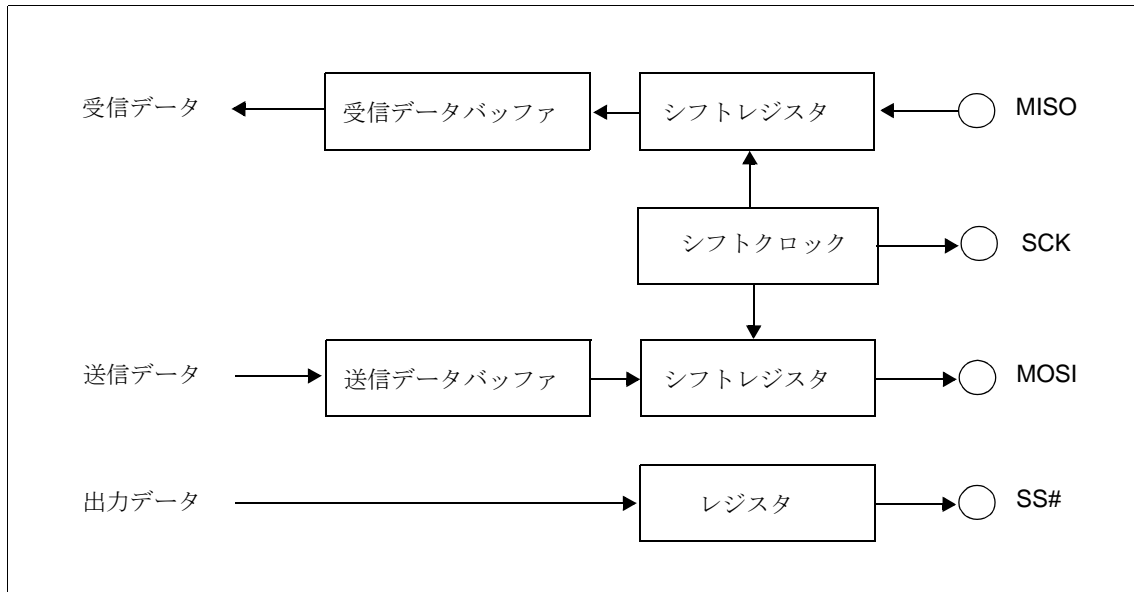 受信データ
受信データバッファ
シフトレジスタ
MISO
シフトクロック
SCK
送信データ
送信データバッファ
シフトレジスタ
MOSI
出力データ
レジスタ
SS#